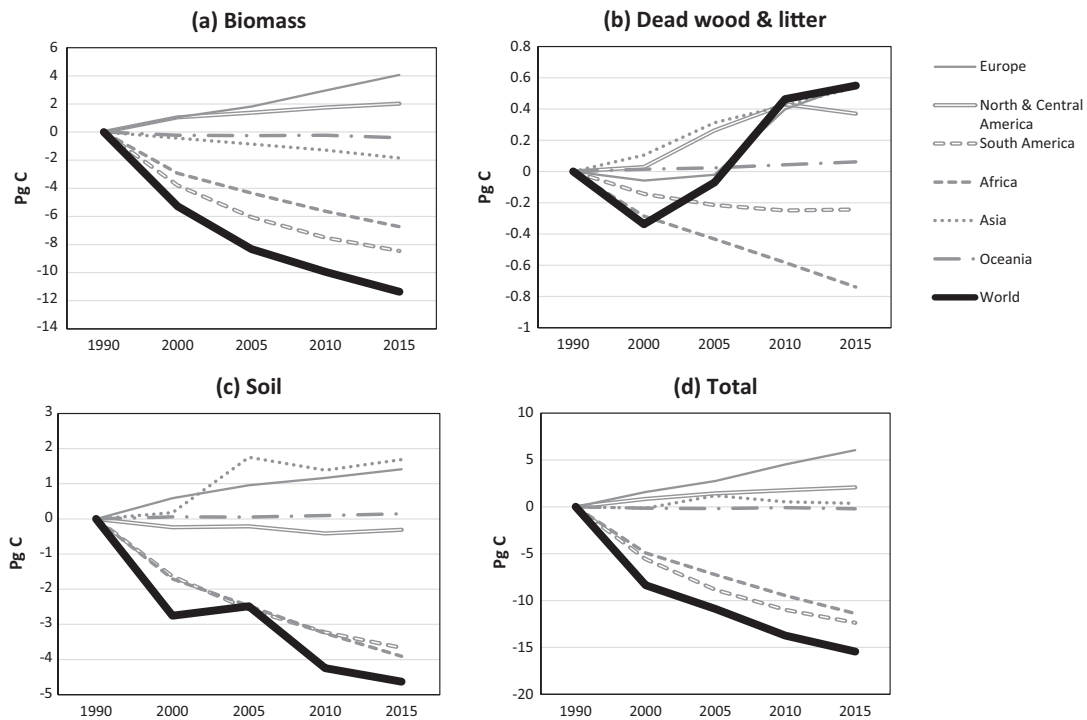 (a) Biomass
Pg C
6
4
2
0
-2
-4
-6
-8
-10
-12
-14
1990 2000 2005 2010 2015
(b) Dead wood & litter
Pg C
0.8
0.6
0.4
0.2
0
-0.2
-0.4
-0.6
-0.8
-1
1990 2000 2005 2010 2015
Europe
North & Central
America
South America
Africa
Asia
Oceania
World
(c) Soil
Pg C
3
2
1
0
-1
-2
-3
-4
-5
1990 2000 2005 2010 2015
(d) Total
Pg C
10
5
0
-5
-10
-15
-20
1990 2000 2005 2010 2015